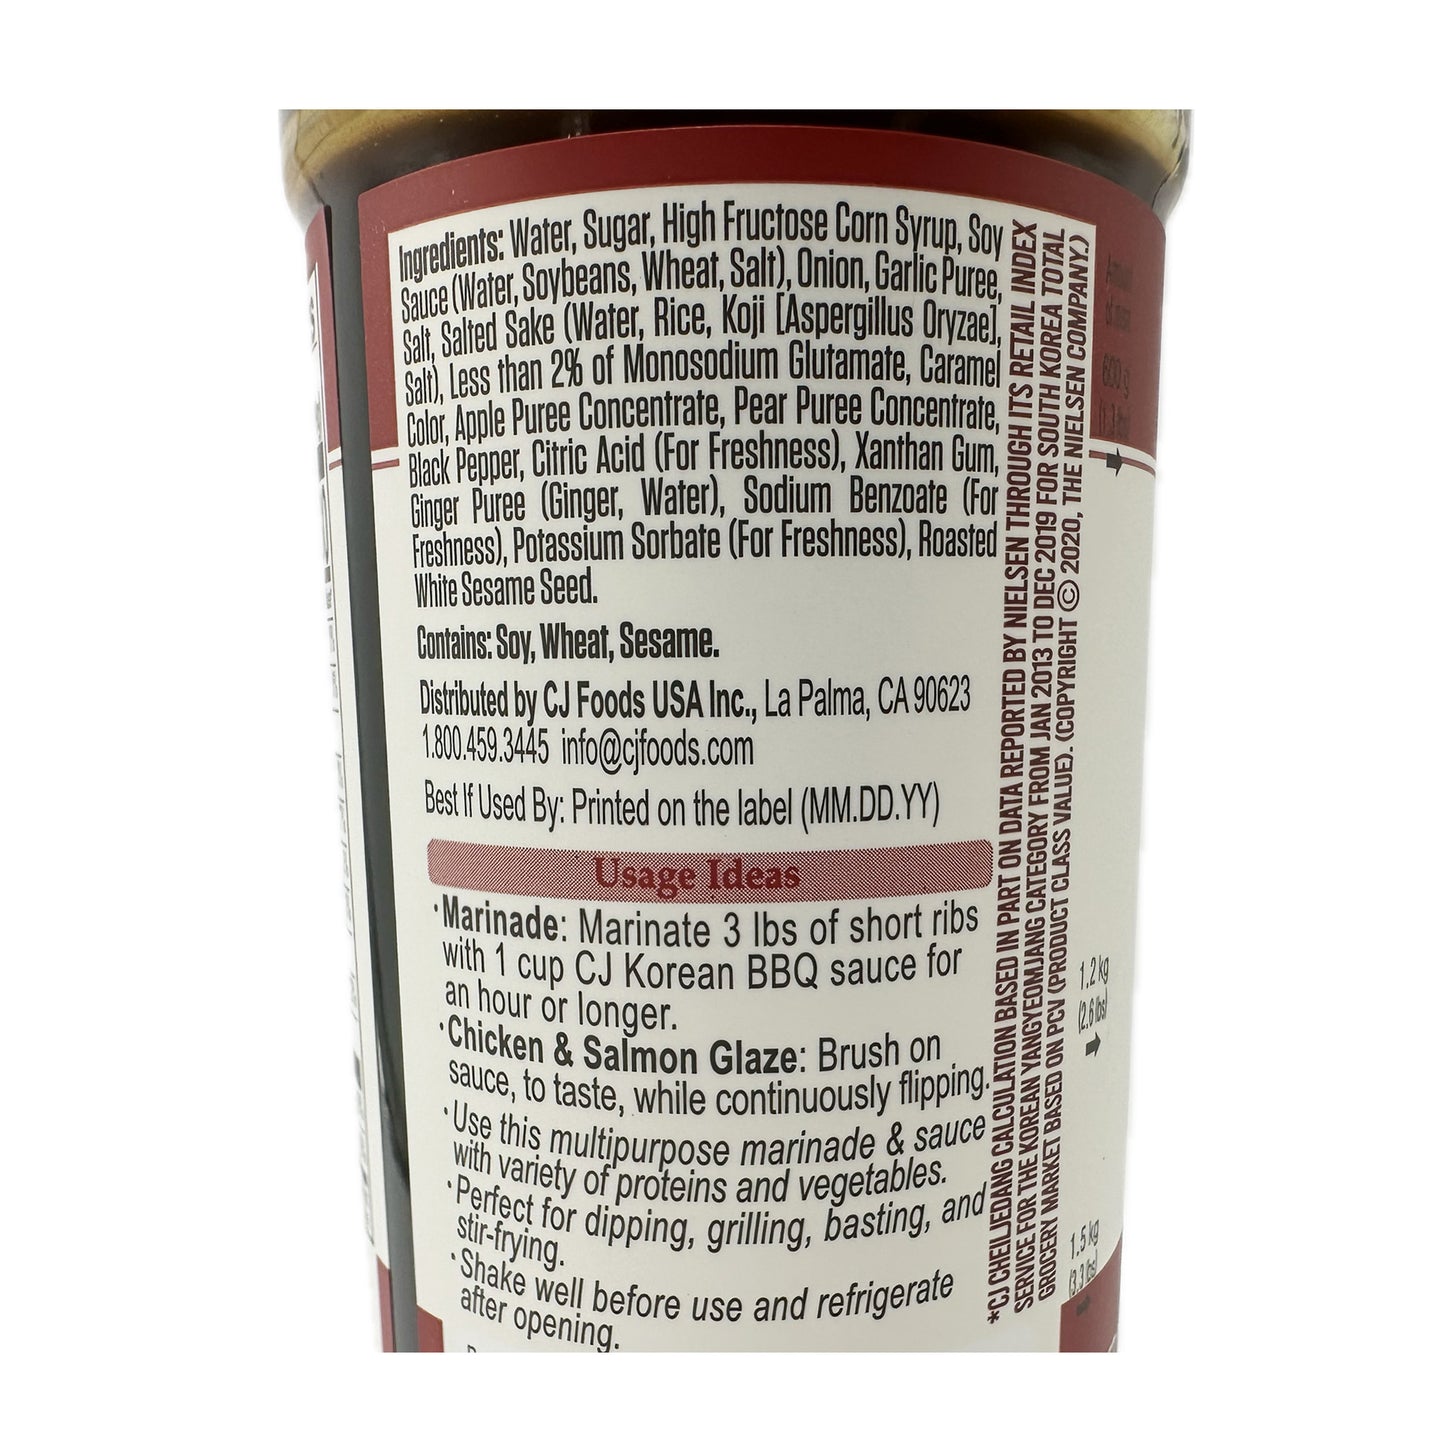 Ingredients: Water, Sugar, High Fructose Corn Syrup, Soy
Sauce (Water, Soybeans, Wheat, Salt), Onion, Garlic Puree,
Salt, Salted Sake (Water, Rice, Koji [Aspergillus Oryzae],
Salt), Less than 2% of Monosodium Glutamate, Caramel
Color, Apple Puree Concentrate, Pear Puree Concentrate,
Black Pepper, Citric Acid (For Freshness), Xanthan Gum,
Ginger Puree (Ginger, Water), Sodium Benzoate (For
Freshness), Potassium Sorbate (For Freshness), Roasted
White Sesame Seed.
Contains: Soy, Wheat, Sesame.
Distributed by CJ Foods USA Inc., La Palma, CA 90623
1.800.459.3445 info@cjfoods.com
Best If Used By: Printed on the label (MM.DD.YY)
Usage Ideas
·Marinade: Marinate 3 lbs of short ribs
with 1 cup CJ Korean BBQ sauce for
an hour or longer.
·Chicken & Salmon Glaze: Brush on
sauce, to taste, while continuously flipping.
·Use this multipurpose marinade & sauce
with variety of proteins and vegetables.
·Perfect for dipping, grilling, basting, and
stir-frying.
·Shake well before use and refrigerate
after opening.
*CJ CHEILJEDANG CALCULATION BASED IN PART ON DATA REPORTED BY NIELSEN THROUGH ITS RETAIL INDEX
SERVICE FOR THE KOREAN YANGYEOMJANG CATEGORY FROM JAN 2013 TO DEC 2019 FOR SOUTH KOREA TOTAL
GROCERY MARKET BASED ON PCV (PRODUCT CLASS VALUE). (COPYRIGHT © 2020, THE NIELSEN COMPANY.)
600 g
(1.3 lbs)
1.2 kg
(2.6 lbs)
1.5 kg
(3.3 lbs)